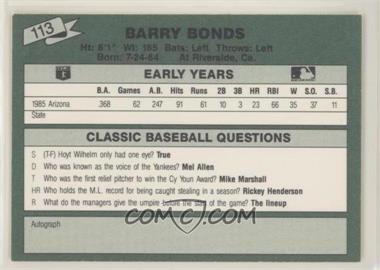 113
BARRY BONDS
Ht: 6'1" Wt: 185 Bats: Left Throws: Left
Born: 7-24-64 At Riverside, Ca.
EARLY YEARS
B.A. Games A.B. Hits Runs 2B 3B HR RBI W S.O. S.B.
1985 Arizona .368 62 247 91 61 10 3 23 66 35 37 11
State
CLASSIC BASEBALL QUESTIONS
S (T-F) Hoyt Wilhelm only had one eye? True
D Who was known as the voice of the Yankees? Mel Allen
T Who was the first relief pitcher to win the Cy Youn Award? Mike Marshall
HR Who holds the M.L. record for being caught stealing in a season? Rickey Henderson
R What do the managers give the umpire before the start of the game? The lineup
Autograph
COMC.COM